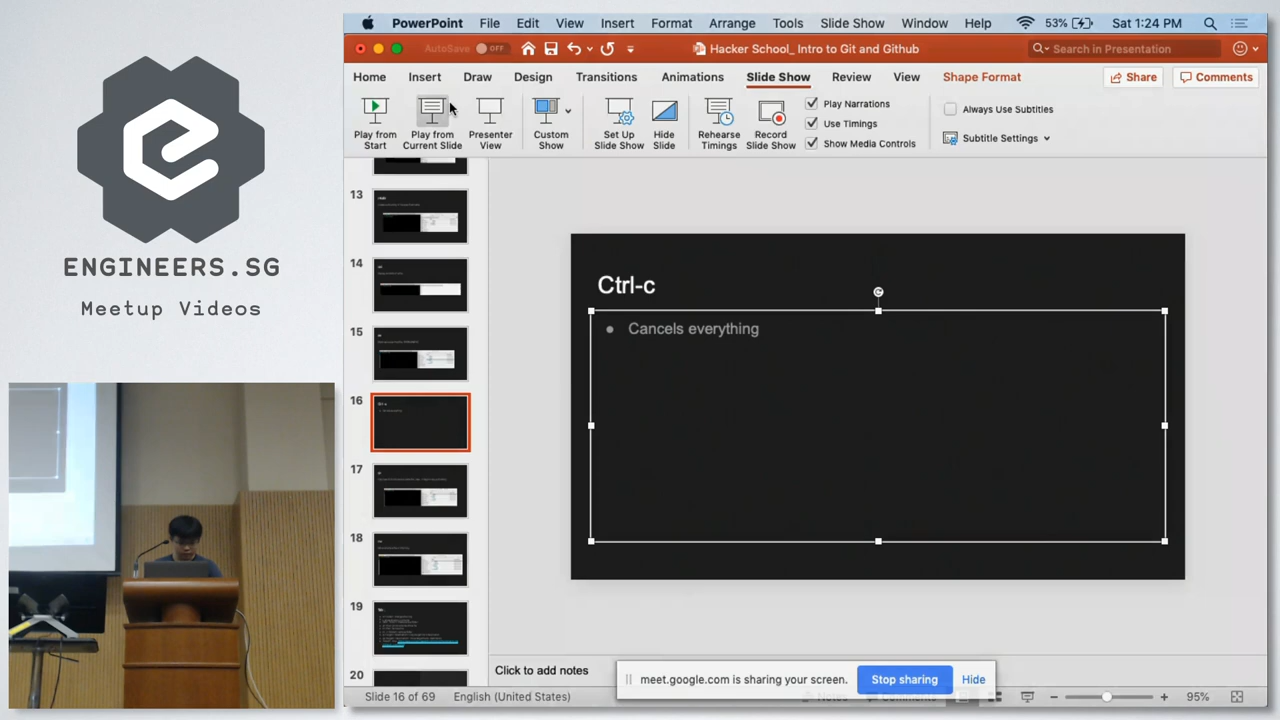 ENGINEERS.SG
Meetup Videos
PowerPoint File Edit View Insert Format Arrange Tools Slide Show Window Help 53% Sat 1:24 PM
AutoSave OFF Hacker School_ Intro to Git and Github Search in Presentation
Home Insert Draw Design Transitions Animations Slide Show Review View Shape Format Share Comments
Play from Start
Play from Current Slide
Presenter View
Custom Show
Set Up Slide Show
Hide Slide
Rehearse Timings
Record Slide Show
Play Narrations
Use Timings
Show Media Controls
Always Use Subtitles
Subtitle Settings
13
14
15
16
17
18
19
20
Ctrl-c
● Cancels everything
Click to add notes
meet.google.com is sharing your screen. Stop sharing Hide
Slide 16 of 69 English (United States) Notes Comments 95%